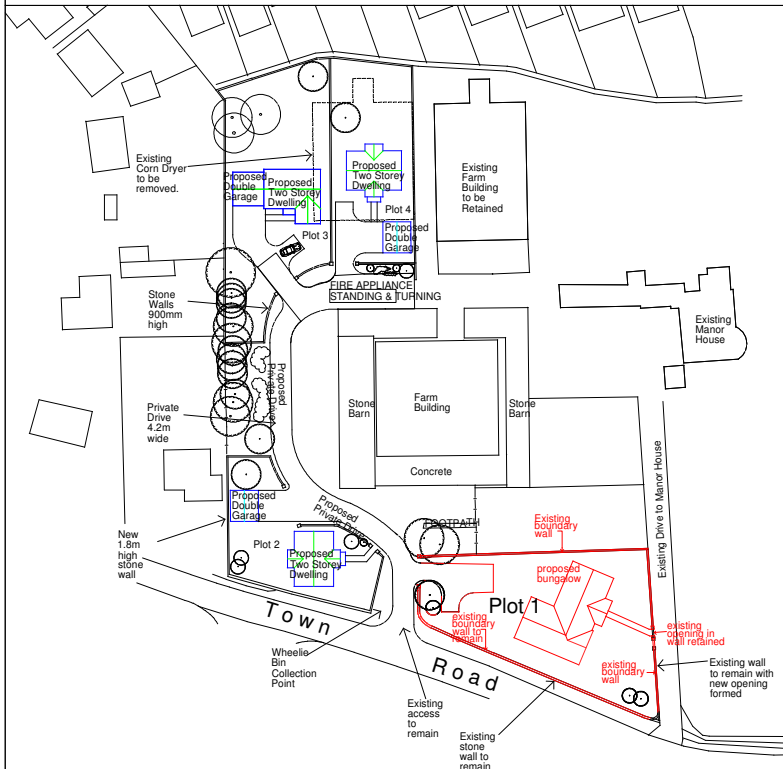 Existing
Corn Dryer
to be
removed.
Proposed
Double
Garage
Proposed
Two Storey
Dwelling
Plot 3
Proposed
Two Storey
Dwelling
Plot 4
Proposed
Double
Garage
Existing
Farm
Building
to be
Retained
FIRE APPLIANCE
STANDING & TURNING
Stone
Walls
900mm
high
Existing
Manor
House
Proposed
Private Drive
Private
Drive
4.2m
wide
Stone
Barn
Farm
Building
Stone
Barn
Concrete
Existing Drive to Manor House
Proposed
Double
Garage
Proposed
Private Drive
FOOTPATH
New
1.8m
high
stone
wall
Plot 2
Proposed
Two Storey
Dwelling
Existing
boundary
wall
proposed
bungalow
Plot 1
existing
boundary
wall to
remain
existing
opening in
wall retained
existing
boundary
wall
Existing wall
to remain with
new opening
formed
Town
Road
Wheelie
Bin
Collection
Point
Existing
access
to
remain
Existing
stone
wall to
remain